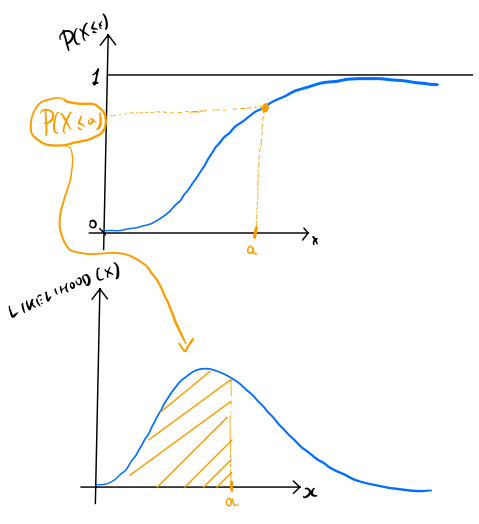 P(X≤x)
1
P(X≤a)
0
a
x
LIKELIHOOD (X)
a
x